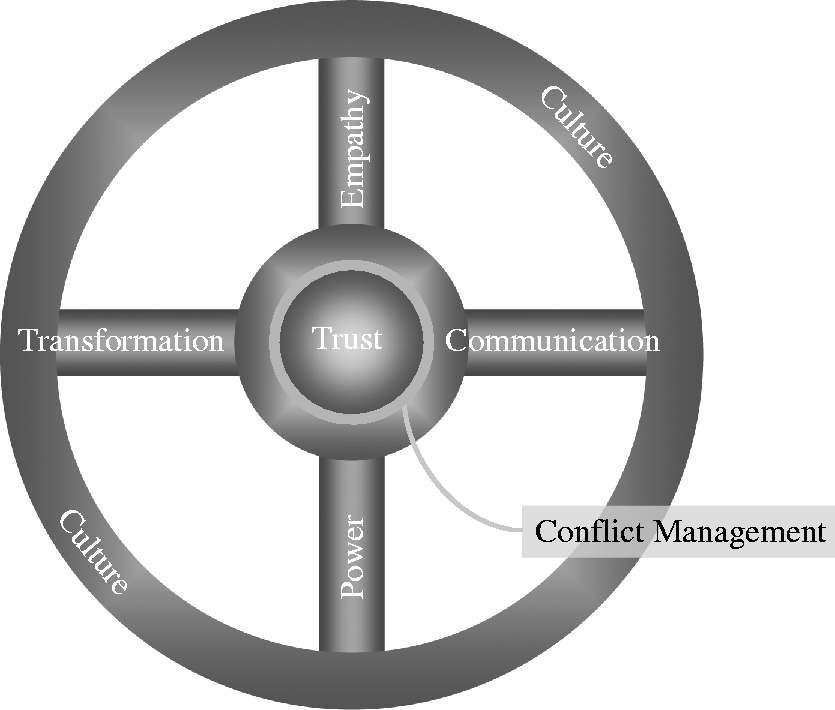 Culture
Empathy
Transformation
Trust
Communication
Culture
Power
Conflict Management